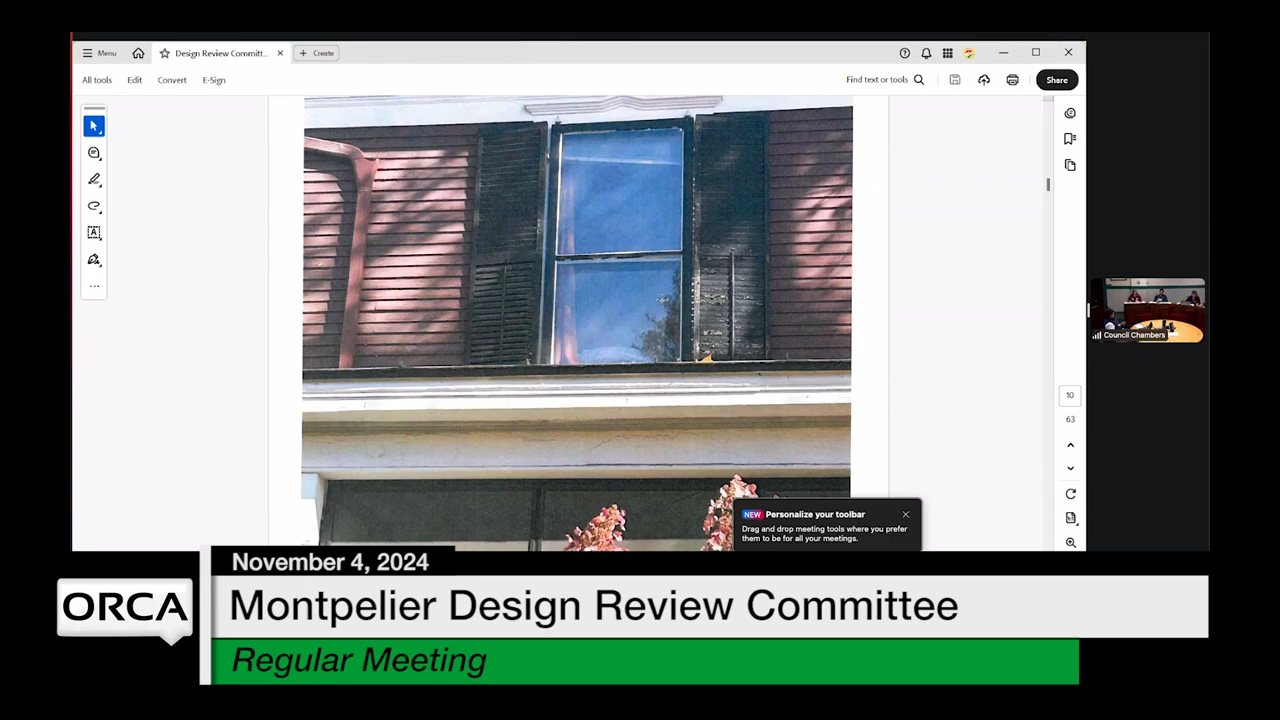 Menu
Design Review Committ...
Create
All tools
Edit
Convert
E-Sign
Find text or tools
Share
10
63
Council Chambers
NEW Personalize your toolbar
Drag and drop meeting tools where you prefer
them to be for all your meetings.
November 4, 2024
ORCA
Montpelier Design Review Committee
Regular Meeting